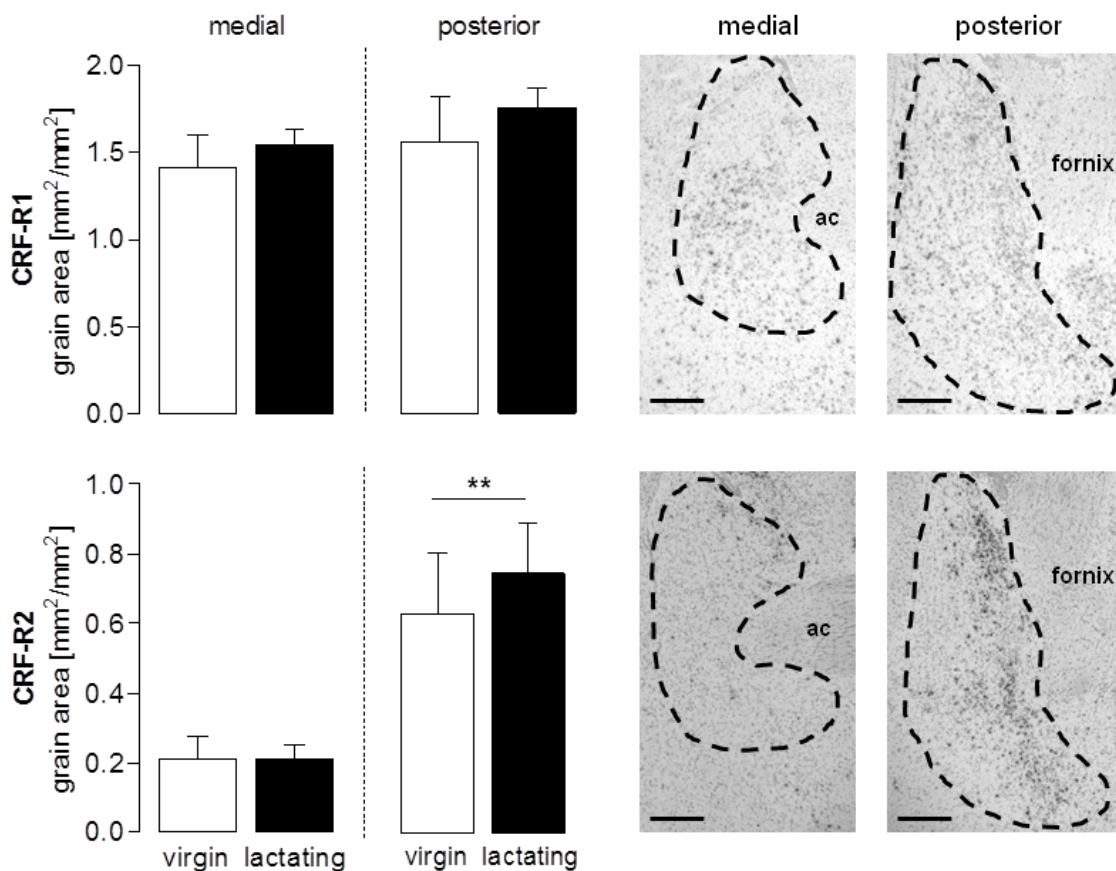 medial posterior medial posterior
CRF-R1
grain area [mm²/mm²]
2.0
1.5
1.0
0.5
0.0
ac
fornix
CRF-R2
grain area [mm²/mm²]
1.0
0.8
0.6
0.4
0.2
0.0
**
ac
fornix
virgin lactating virgin lactating